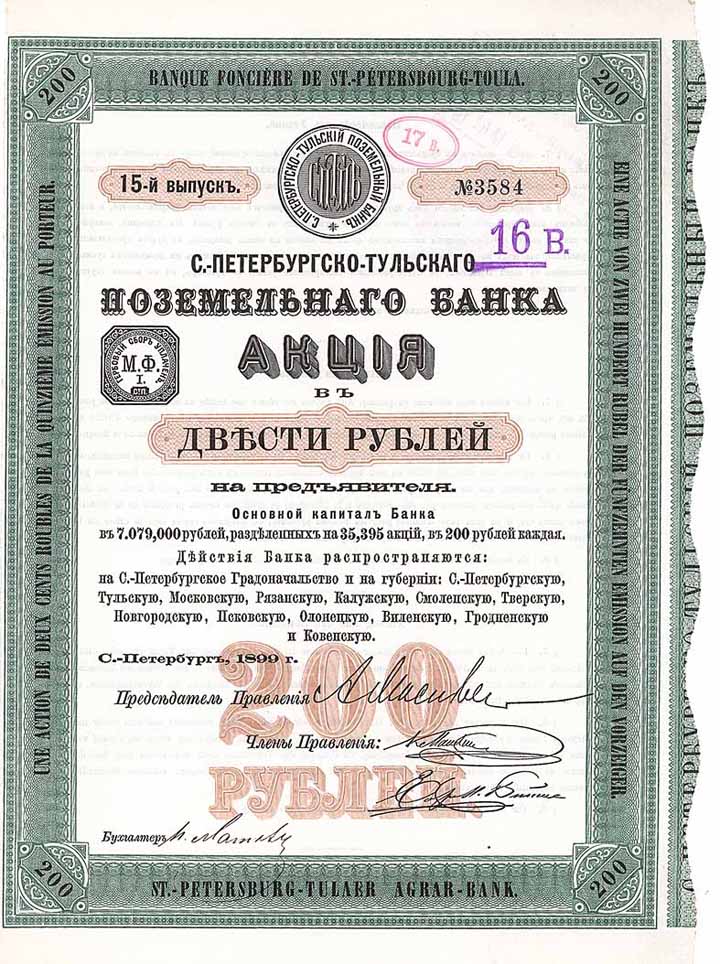 BANQUE FONCIÈRE DE ST.-PÉTERSBOURG-TOULA.
200
200
17 в.
С.ПЕТЕРБУРГСКО-ТУЛЬСКІЙ ПОЗЕМЕЛЬНЫЙ БАНКЪ
15-й выпускъ.
№3584
16 В.
С.-ПЕТЕРБУРГСКО-ТУЛЬСКАГО
ПОЗЕМЕЛЬНАГО БАНКА
АКЦІЯ
ГЕРБОВЫЙ СБОРЪ УПЛАЧЕНЪ
М.Ф.
I.
СПБ.
ВЪ
ДВѢСТИ РУБЛЕЙ
на предъявителя.
Основной капиталъ Банка
въ 7.079,000 рублей, раздѣленныхъ на 35,395 акцій, въ 200 рублей каждая.
Дѣйствія Банка распространяются:
на С.-Петербургское Градоначальство и на губерніи: С.-Петербургскую,
Тульскую, Московскую, Рязанскую, Калужскую, Смоленскую, Тверскую,
Новгородскую, Псковскую, Олонецкую, Виленскую, Гродненскую
и Ковенскую.
С.-Петербургъ, 1899 г.
200
РУБЛЕЙ.
Предсѣдатель Правленія
Члены Правленія:
Бухгалтеръ
UNE ACTION DE DEUX CENTS ROUBLES DE LA QUINZIÈME ÉMISSION AU PORTEUR.
EINE ACTIE VON ZWEI HUNDERT RUBEL DER FÜNFZEHNTEN EMISSION AUF DEN VORZEIGER.
200
200
ST.-PETERSBURG-TULAER AGRAR-BANK.